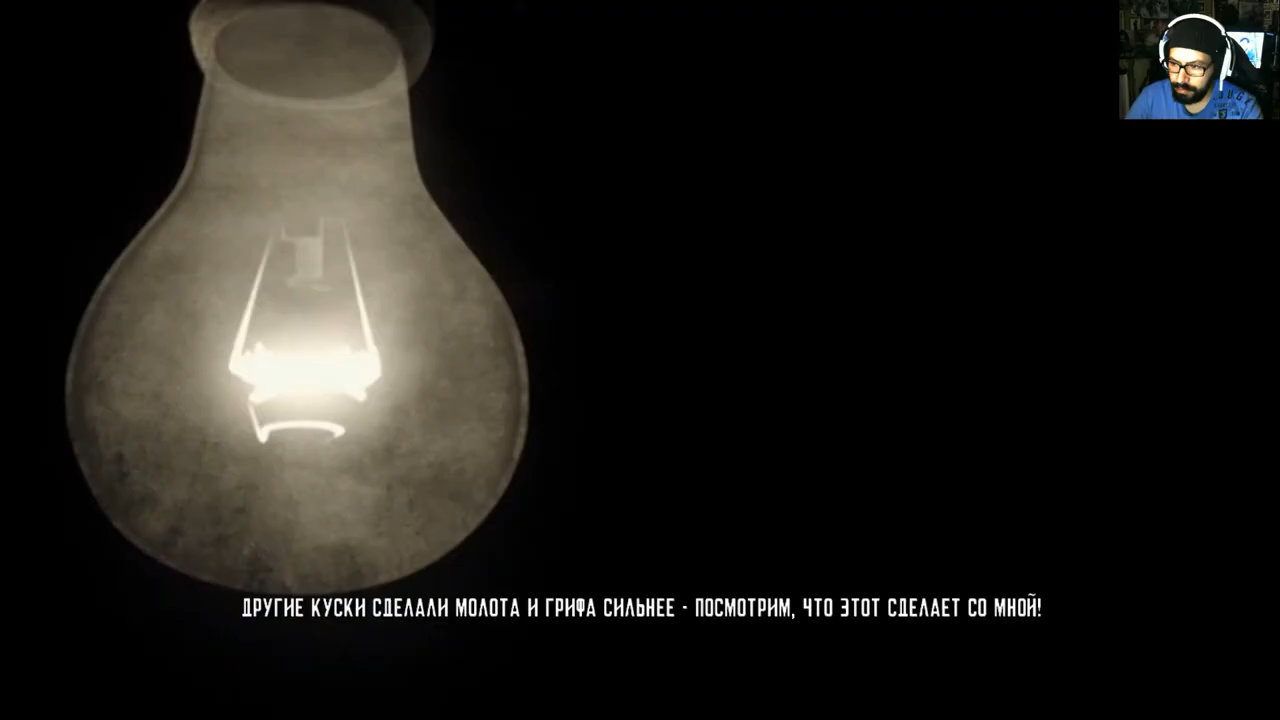 ДРУГИЕ КУСКИ СДЕЛАЛИ МОЛОТА И ГРИФА СИЛЬНЕЕ - ПОСМОТРИМ, ЧТО ЭТОТ СДЕЛАЕТ СО МНОЙ!